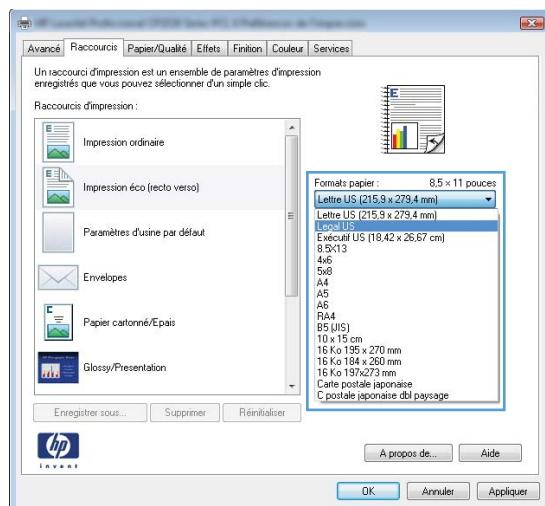 Avancé Raccourcis Papier/Qualité Effets Finition Couleur Services
Un raccourci d'impression est un ensemble de paramètres d'impression
enregistrés que vous pouvez sélectionner d'un simple clic.
Raccourcis d'impression :
Impression ordinaire
Impression éco (recto verso)
Paramètres d'usine par défaut
Envelopes
Papier cartonné/Epais
Glossy/Presentation
E
E
E
C
Formats papier : 8,5 × 11 pouces
Lettre US (215,9 x 279,4 mm)
Lettre US (215,9 x 279,4 mm)
Legal US
Exécutif US (18,42 x 26,67 cm)
8.5X13
4x6
5x8
A4
A5
A6
RA4
B5 (JIS)
10 x 15 cm
16 Ko 195 x 270 mm
16 Ko 184 x 260 mm
16 Ko 197x273 mm
Carte postale japonaise
C postale japonaise dbl paysage
Enregistrer sous... Supprimer Réinitialiser
hp
invent
A propos de... Aide
OK Annuler Appliquer